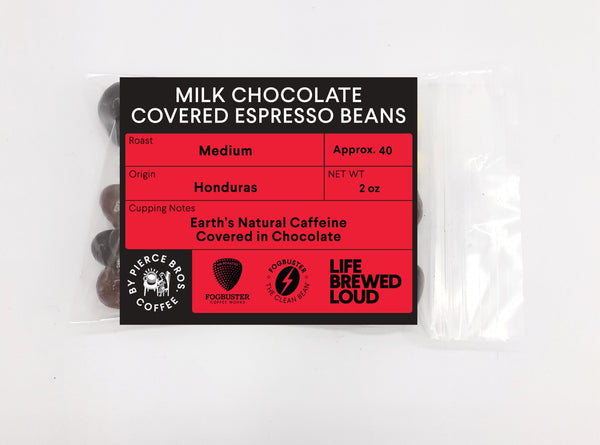 MILK CHOCOLATE
COVERED ESPRESSO BEANS
Roast
Medium
Approx. 40
Origin
Honduras
NET WT
2 oz
Cupping Notes
Earth's Natural Caffeine
Covered in Chocolate
BY PIERCE BROS. COFFEE
FOGBUSTER
COFFEE WORKS
FOGBUSTER
THE CLEAN BEAN
LIFE
BREWED
LOUD